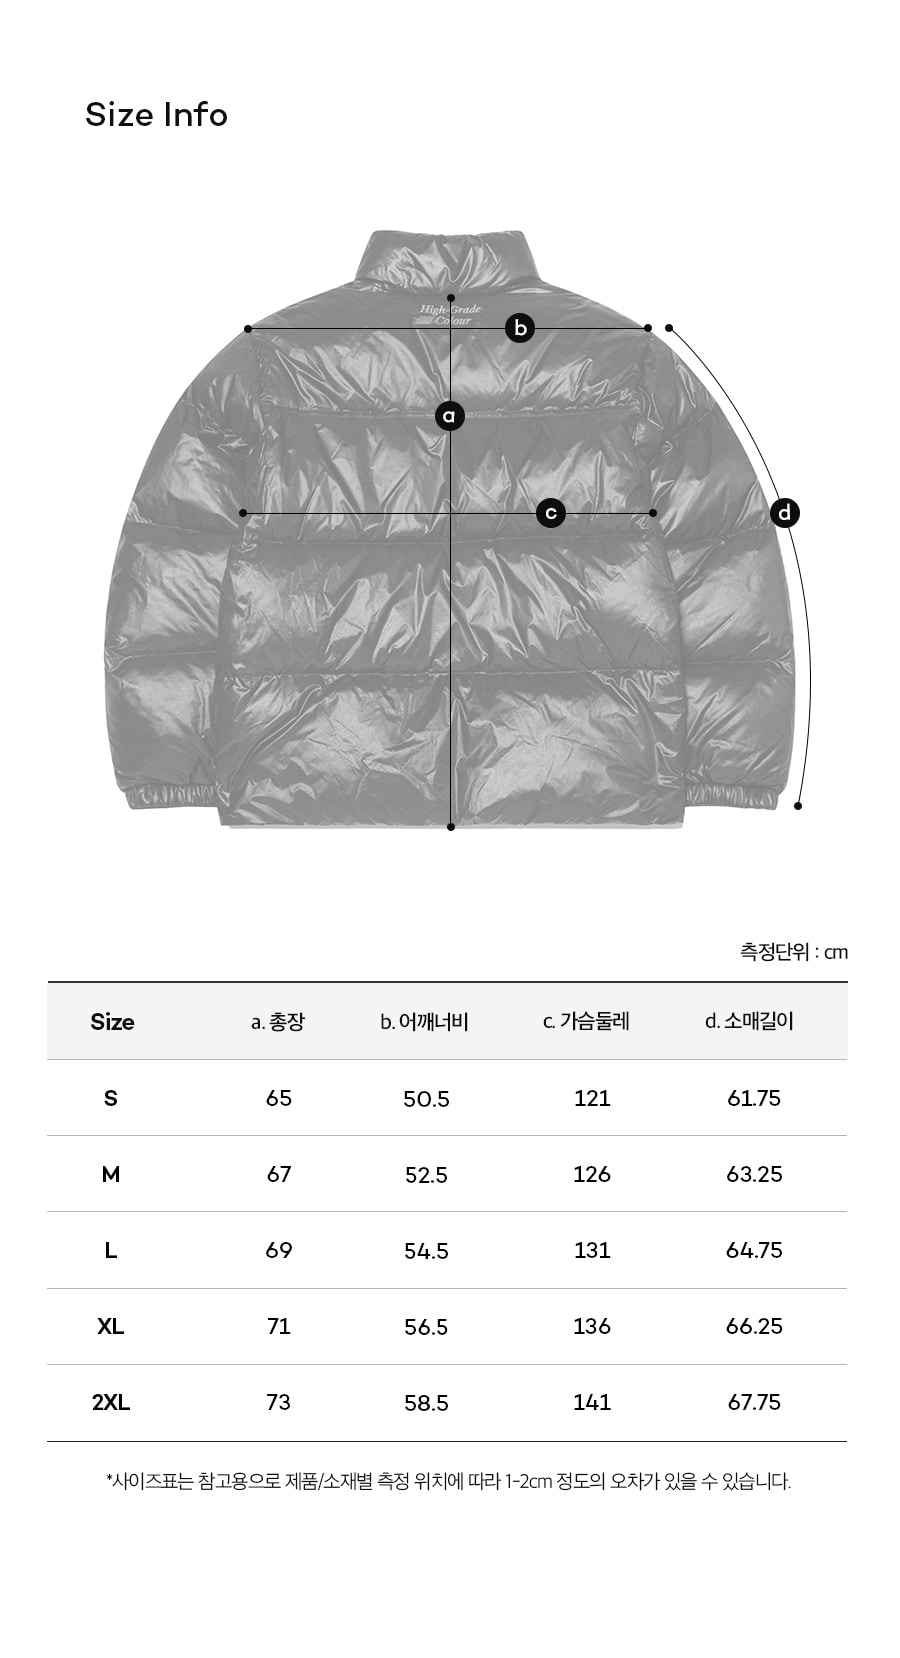 Size Info
High-Grade
Colour
b
a
c
d
측정단위 : cm
Size a. 총장 b. 어깨너비 c. 가슴둘레 d. 소매길이
S 65 50.5 121 61.75
M 67 52.5 126 63.25
L 69 54.5 131 64.75
XL 71 56.5 136 66.25
2XL 73 58.5 141 67.75
*사이즈표는 참고용으로 제품/소재별 측정 위치에 따라 1-2cm 정도의 오차가 있을 수 있습니다.